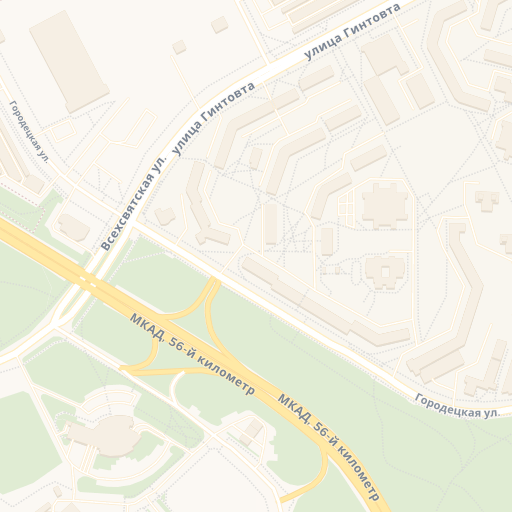 улица Гинтовта
улица Гинтовта
Городецкая ул.
Всехсвятская ул.
МКАД, 56-й километр
МКАД, 56-й километр
Городецкая ул.